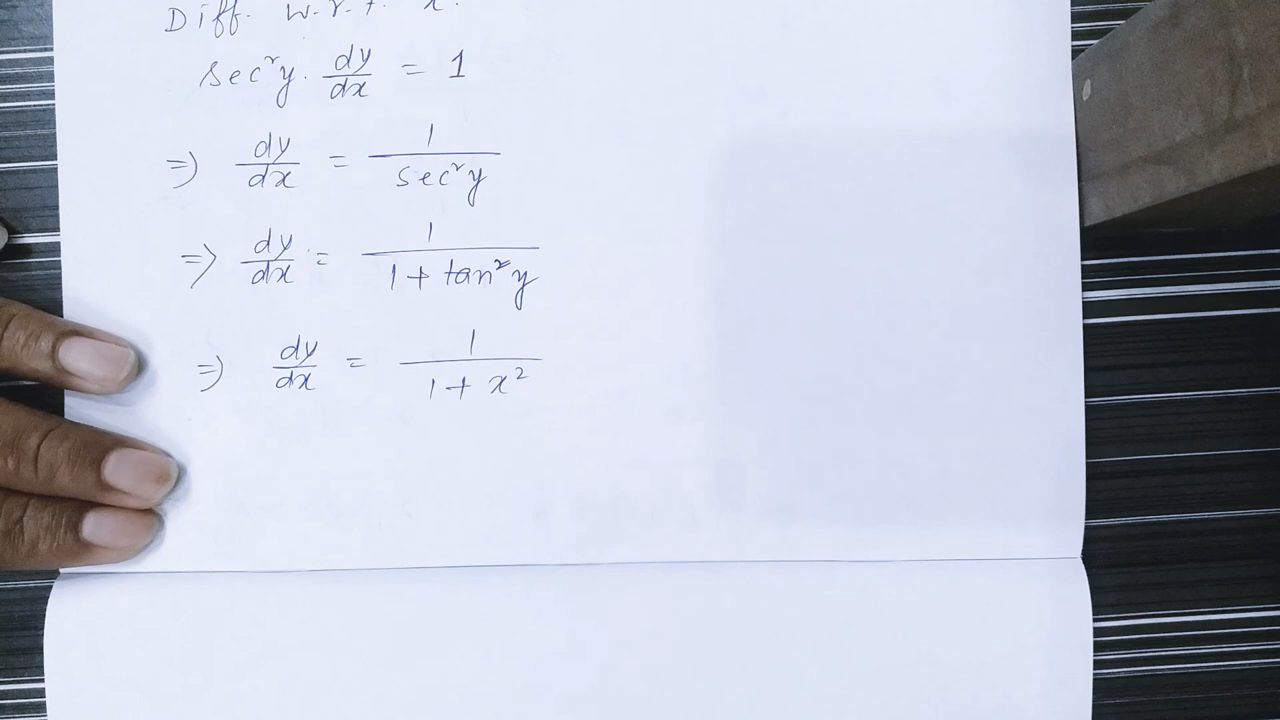 Diff. w.r.t. x.
sec²y. dy/dx = 1
=> dy/dx = 1/sec²y
=> dy/dx = 1/1+tan²y
=> dy/dx = 1/1+x²